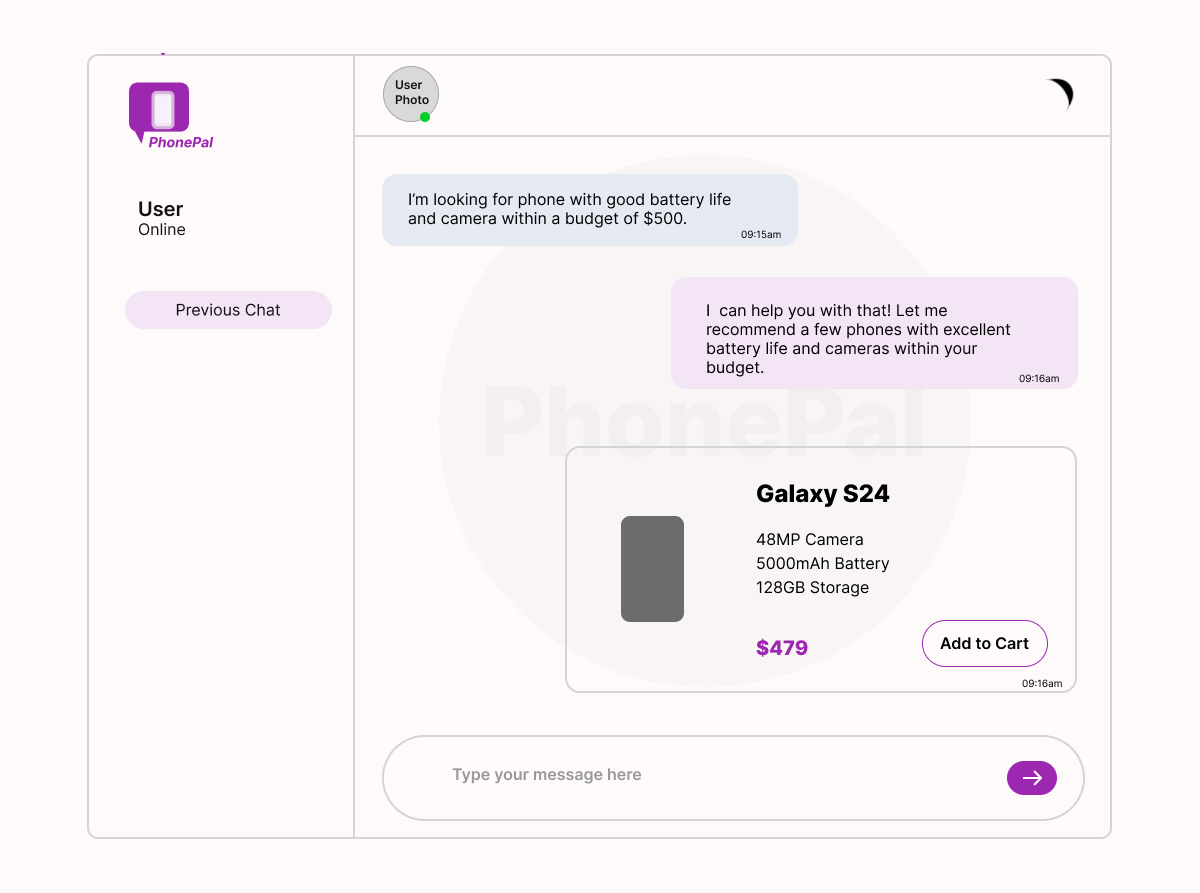 PhonePal
User
Online
Previous Chat
User
Photo
I’m looking for phone with good battery life
and camera within a budget of $500.
09:15am
I  can help you with that! Let me
recommend a few phones with excellent
battery life and cameras within your
budget.
09:16am
PhonePal
Galaxy S24
48MP Camera
5000mAh Battery
128GB Storage
$479
Add to Cart
09:16am
Type your message here